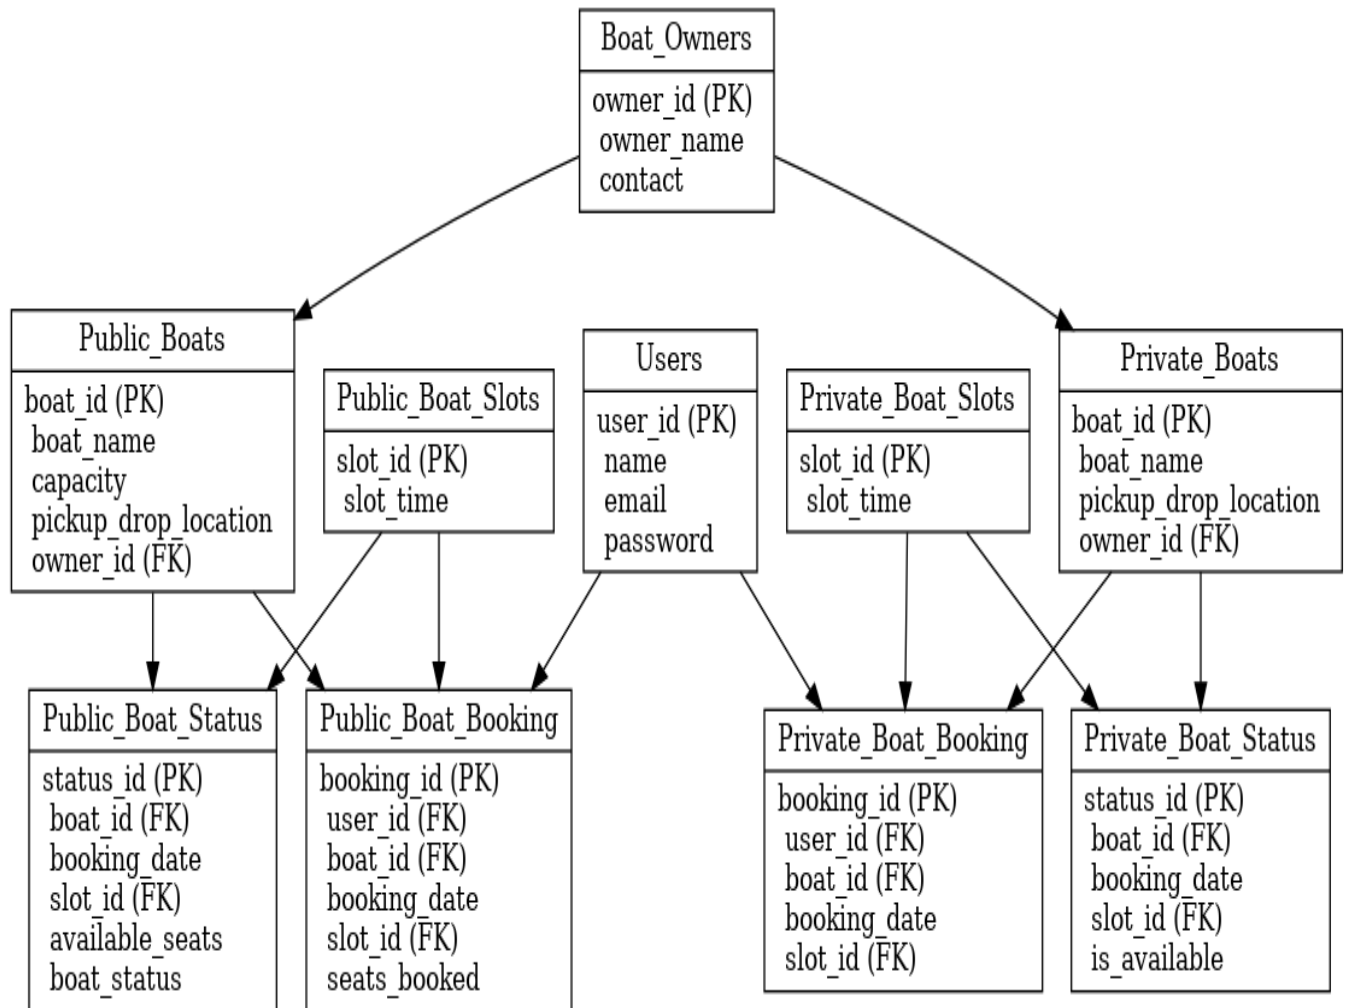 Boat_Owners
owner_id (PK)
owner_name
contact
Public_Boats
boat_id (PK)
boat_name
capacity
pickup_drop_location
owner_id (FK)
Public_Boat_Slots
slot_id (PK)
slot_time
Users
user_id (PK)
name
email
password
Private_Boat_Slots
slot_id (PK)
slot_time
Private_Boats
boat_id (PK)
boat_name
pickup_drop_location
owner_id (FK)
Public_Boat_Status
status_id (PK)
boat_id (FK)
booking_date
slot_id (FK)
available_seats
boat_status
Public_Boat_Booking
booking_id (PK)
user_id (FK)
boat_id (FK)
booking_date
slot_id (FK)
seats_booked
Private_Boat_Booking
booking_id (PK)
user_id (FK)
boat_id (FK)
booking_date
slot_id (FK)
Private_Boat_Status
status_id (PK)
boat_id (FK)
booking_date
slot_id (FK)
is_available